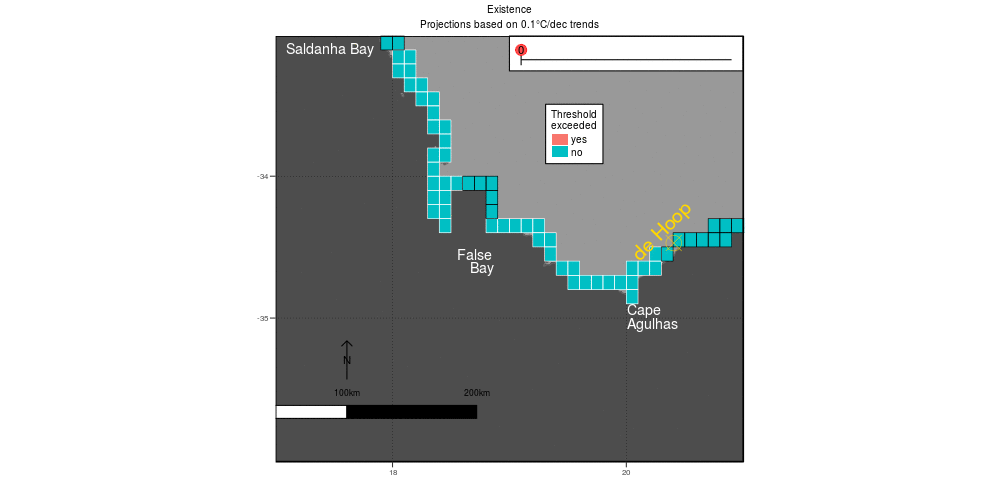 Existence
Projections based on 0.1°C/dec trends
Saldanha Bay
0
Threshold
exceeded
yes
no
-34
de Hoop
False
Bay
Cape
Agulhas
-35
N
100km
200km
18
20